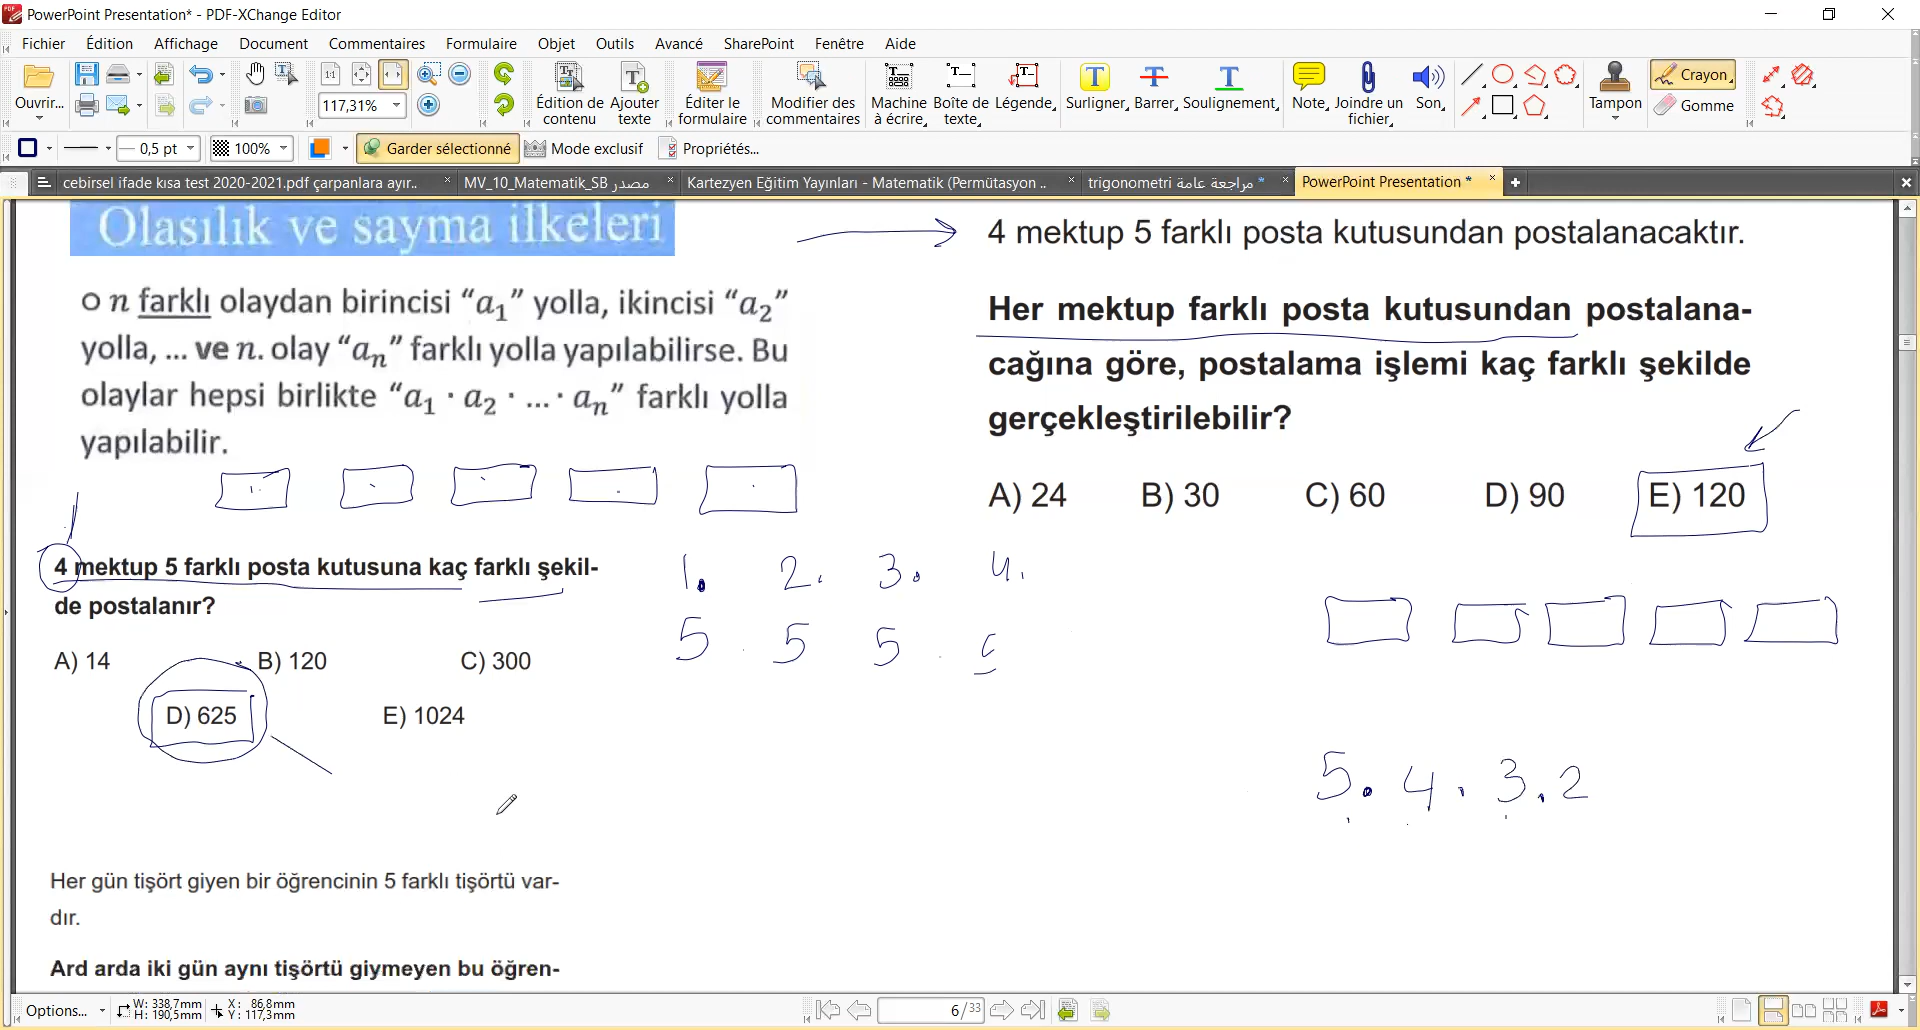 PowerPoint Presentation* - PDF-XChange Editor
Fichier Édition Affichage Document Commentaires Formulaire Objet Outils Avancé SharePoint Fenêtre Aide
Ouvrir...
117,31%
Édition de contenu
Ajouter texte
Éditer le formulaire
Modifier des commentaires
Machine à écrire
Boîte de texte
Légende
Surligner
Barrer
Soulignement
Note
Joindre un fichier
Son
Tampon
Crayon
Gomme
0,5 pt 100% Garder sélectionné Mode exclusif Propriétés...
cebirsel ifade kısa test 2020-2021.pdf çarpanlara ayır..
MV_10_Matematik_SB مصدر
Kartezyen Eğitim Yayınları - Matematik (Permütasyon ..
trigonometri مراجعة عامة *
PowerPoint Presentation *
Olasılık ve sayma ilkeleri
n farklı olaydan birincisi “a1” yolla, ikincisi “a2”
yolla, ... ve n. olay “an” farklı yolla yapılabilirse. Bu
olaylar hepsi birlikte “a1 · a2 · ... · an” farklı yolla
yapılabilir.
4 mektup 5 farklı posta kutusuna kaç farklı şekil-
de postalanır?
A) 14 B) 120 C) 300
D) 625 E) 1024
1. 2. 3. 4.
5 . 5 5 . 5
Her gün tişört giyen bir öğrencinin 5 farklı tişörtü var-
dır.
Ard arda iki gün aynı tişörtü giymeyen bu öğren-
4 mektup 5 farklı posta kutusundan postalanacaktır.
Her mektup farklı posta kutusundan postalana-
cağına göre, postalama işlemi kaç farklı şekilde
gerçekleştirilebilir?
A) 24 B) 30 C) 60 D) 90 E) 120
5 . 4 . 3 . 2
Options...
W: 338,7mm
H: 190,5mm
X: 86,8mm
Y: 117,3mm
6/33